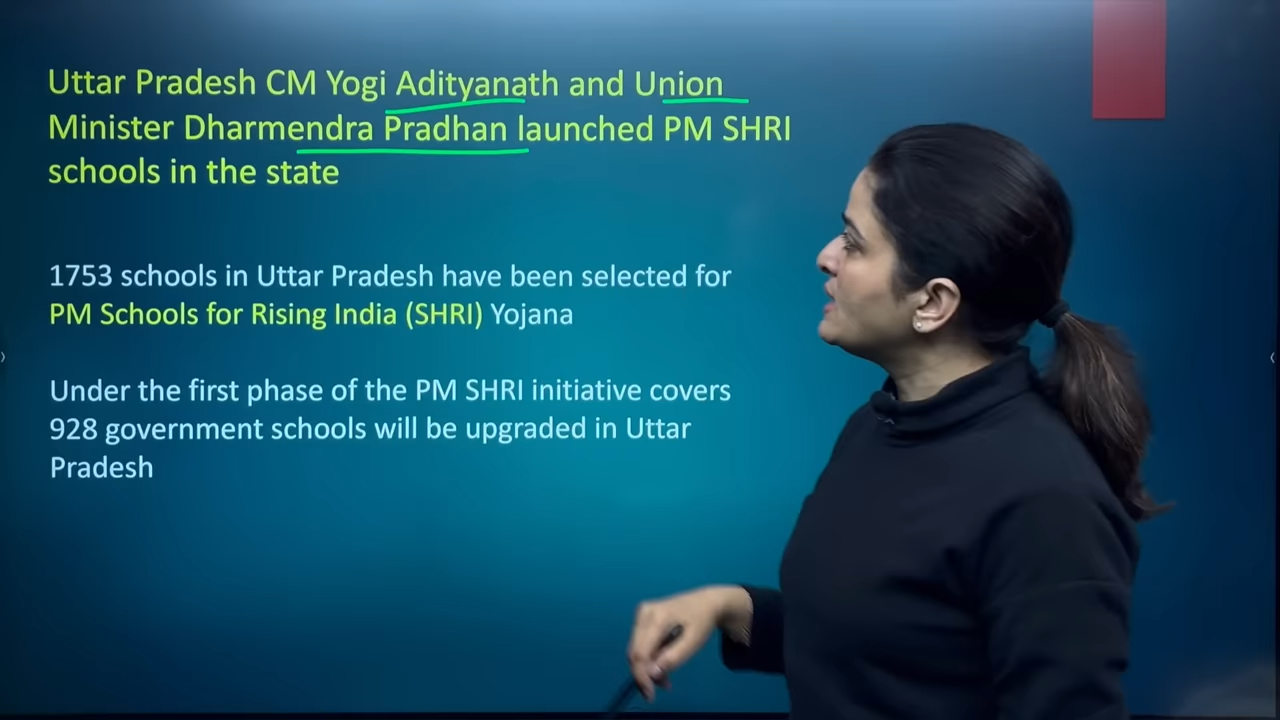 Uttar Pradesh CM Yogi Adityanath and Union
Minister Dharmendra Pradhan launched PM SHRI
schools in the state
1753 schools in Uttar Pradesh have been selected for
PM Schools for Rising India (SHRI) Yojana
Under the first phase of the PM SHRI initiative covers
928 government schools will be upgraded in Uttar
Pradesh